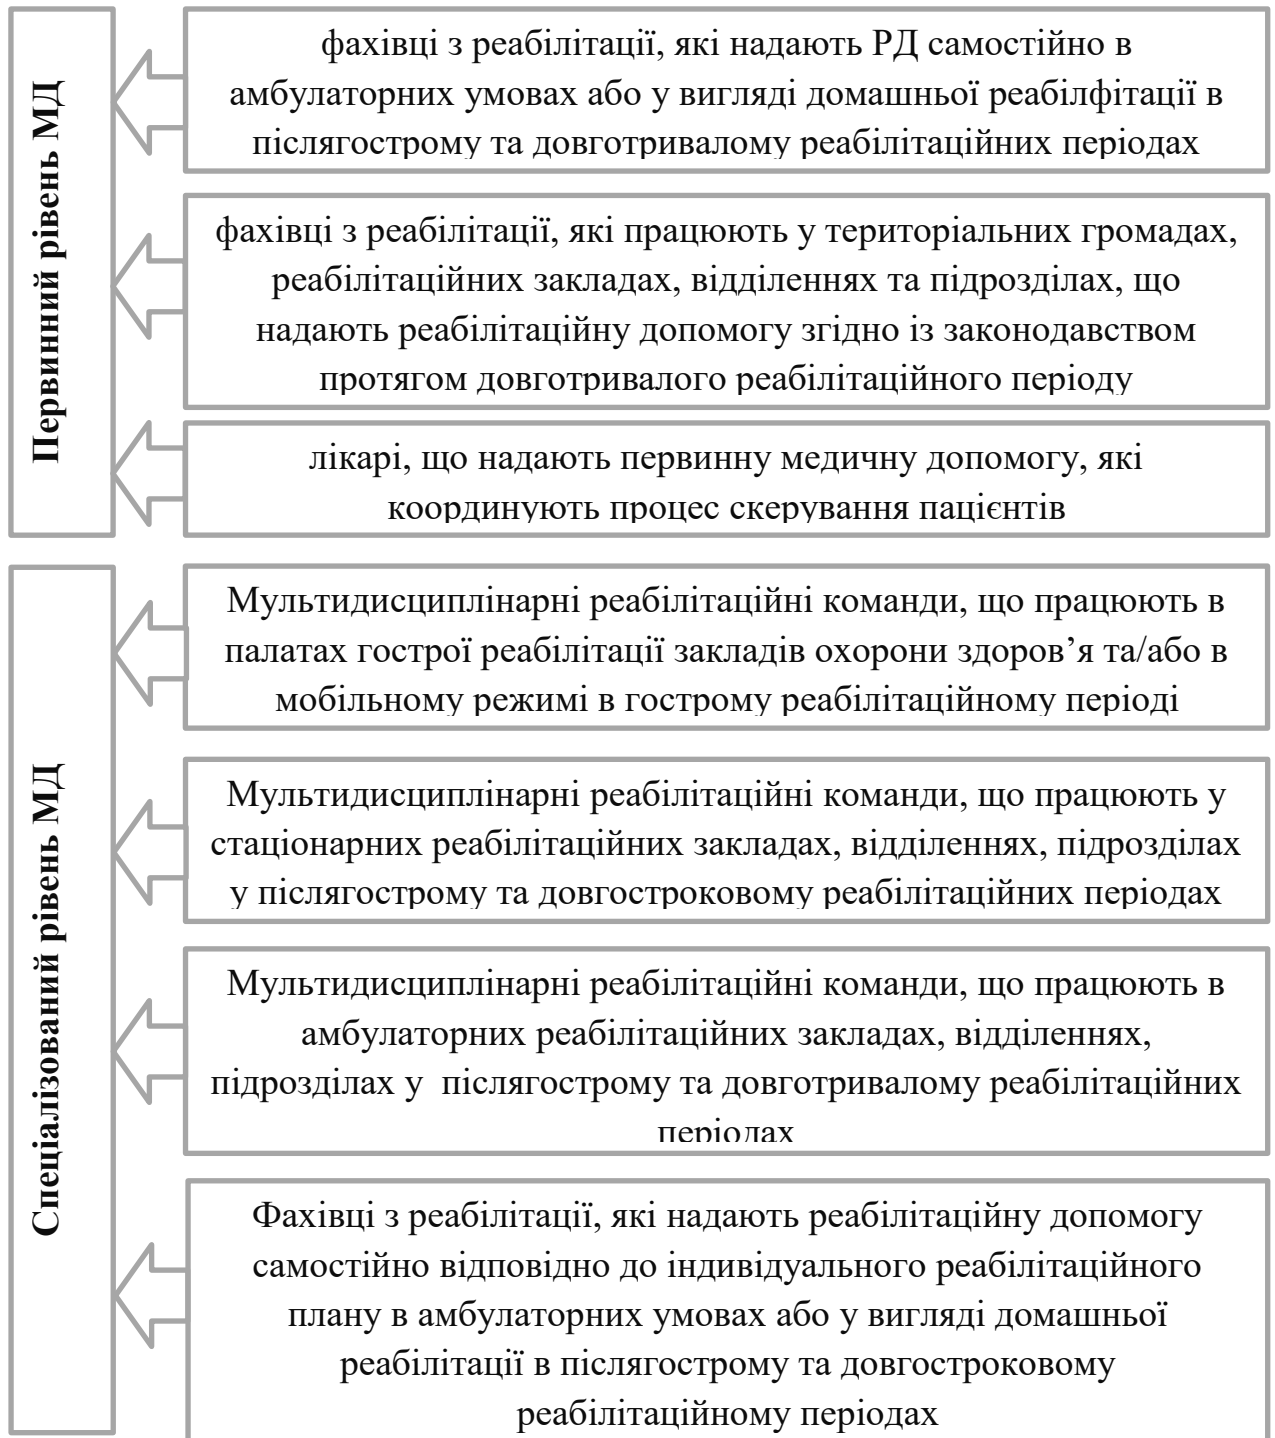 Первинний рівень МД
фахівці з реабілітації, які надають РД самостійно в
амбулаторних умовах або у вигляді домашньої реабілфітації в
післягострому та довготривалому реабілітаційних періодах
фахівці з реабілітації, які працюють у територіальних громадах,
реабілітаційних закладах, відділеннях та підрозділах, що
надають реабілітаційну допомогу згідно із законодавством
протягом довготривалого реабілітаційного періоду
лікарі, що надають первинну медичну допомогу, які
координують процес скерування пацієнтів
Спеціалізований рівень МД
Мультидисциплінарні реабілітаційні команди, що працюють в
палатах гострої реабілітації закладів охорони здоров’я та/або в
мобільному режимі в гострому реабілітаційному періоді
Мультидисциплінарні реабілітаційні команди, що працюють у
стаціонарних реабілітаційних закладах, відділеннях, підрозділах
у післягострому та довгостроковому реабілітаційних періодах
Мультидисциплінарні реабілітаційні команди, що працюють в
амбулаторних реабілітаційних закладах, відділеннях,
підрозділах у  післягострому та довготривалому реабілітаційних
періодах
Фахівці з реабілітації, які надають реабілітаційну допомогу
самостійно відповідно до індивідуального реабілітаційного
плану в амбулаторних умовах або у вигляді домашньої
реабілітації в післягострому та довгостроковому
реабілітаційному періодах